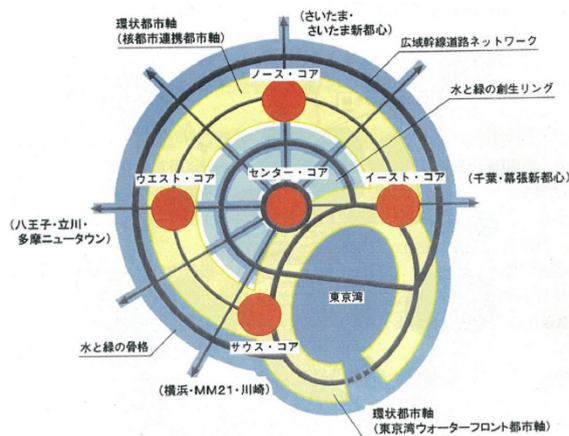 環状都市軸
(核都市連携都市軸)
(さいたま・
さいたま新都心)
広域幹線道路ネットワーク
ノース・コア
水と緑の創生リング
ウエスト・コア
センター・コア
イースト・コア
(千葉・幕張新都心)
(八王子・立川・
多摩ニュータウン)
東京湾
サウス・コア
水と緑の骨格
(横浜・MM21・川崎)
環状都市軸
(東京湾ウォーターフロント都市軸)